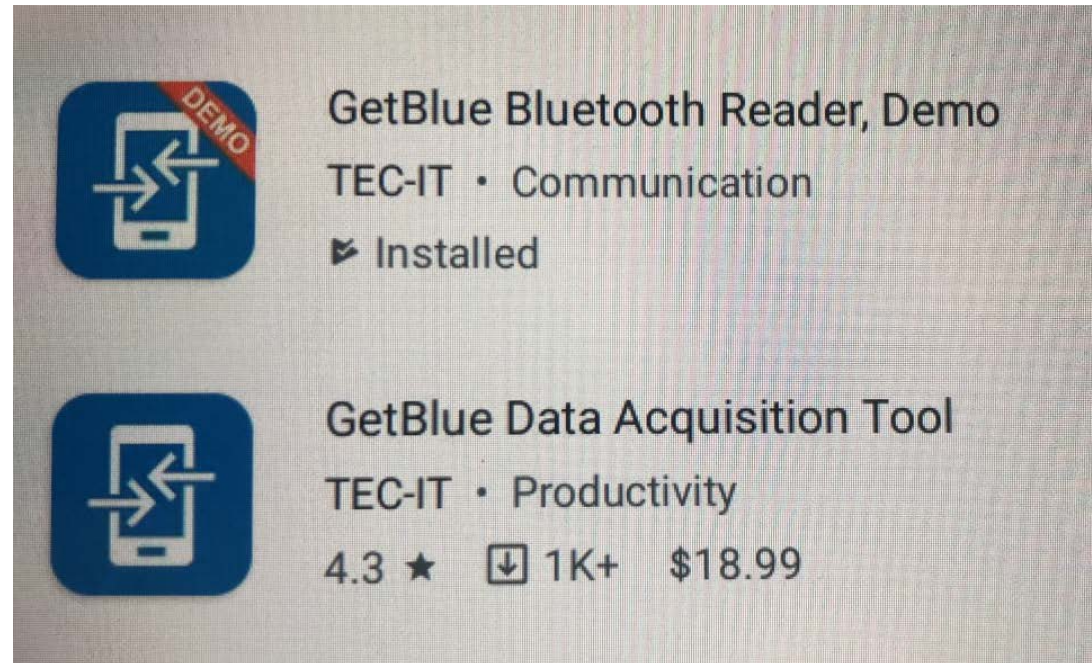 DEMO
GetBlue Bluetooth Reader, Demo
TEC-IT • Communication
Installed
GetBlue Data Acquisition Tool
TEC-IT • Productivity
4.3 ★ 1K+ $18.99